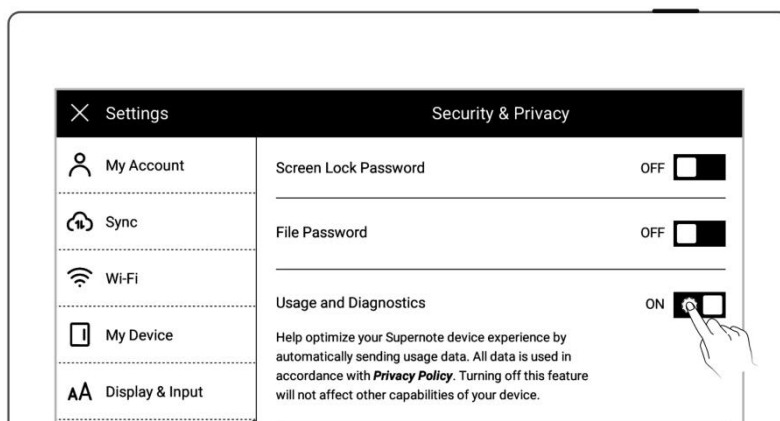 Settings
Security & Privacy
My Account
Sync
Wi-Fi
My Device
Display & Input
Screen Lock Password
OFF
File Password
OFF
Usage and Diagnostics
ON
Help optimize your Supernote device experience by
automatically sending usage data. All data is used in
accordance with Privacy Policy. Turning off this feature
will not affect other capabilities of your device.
AA